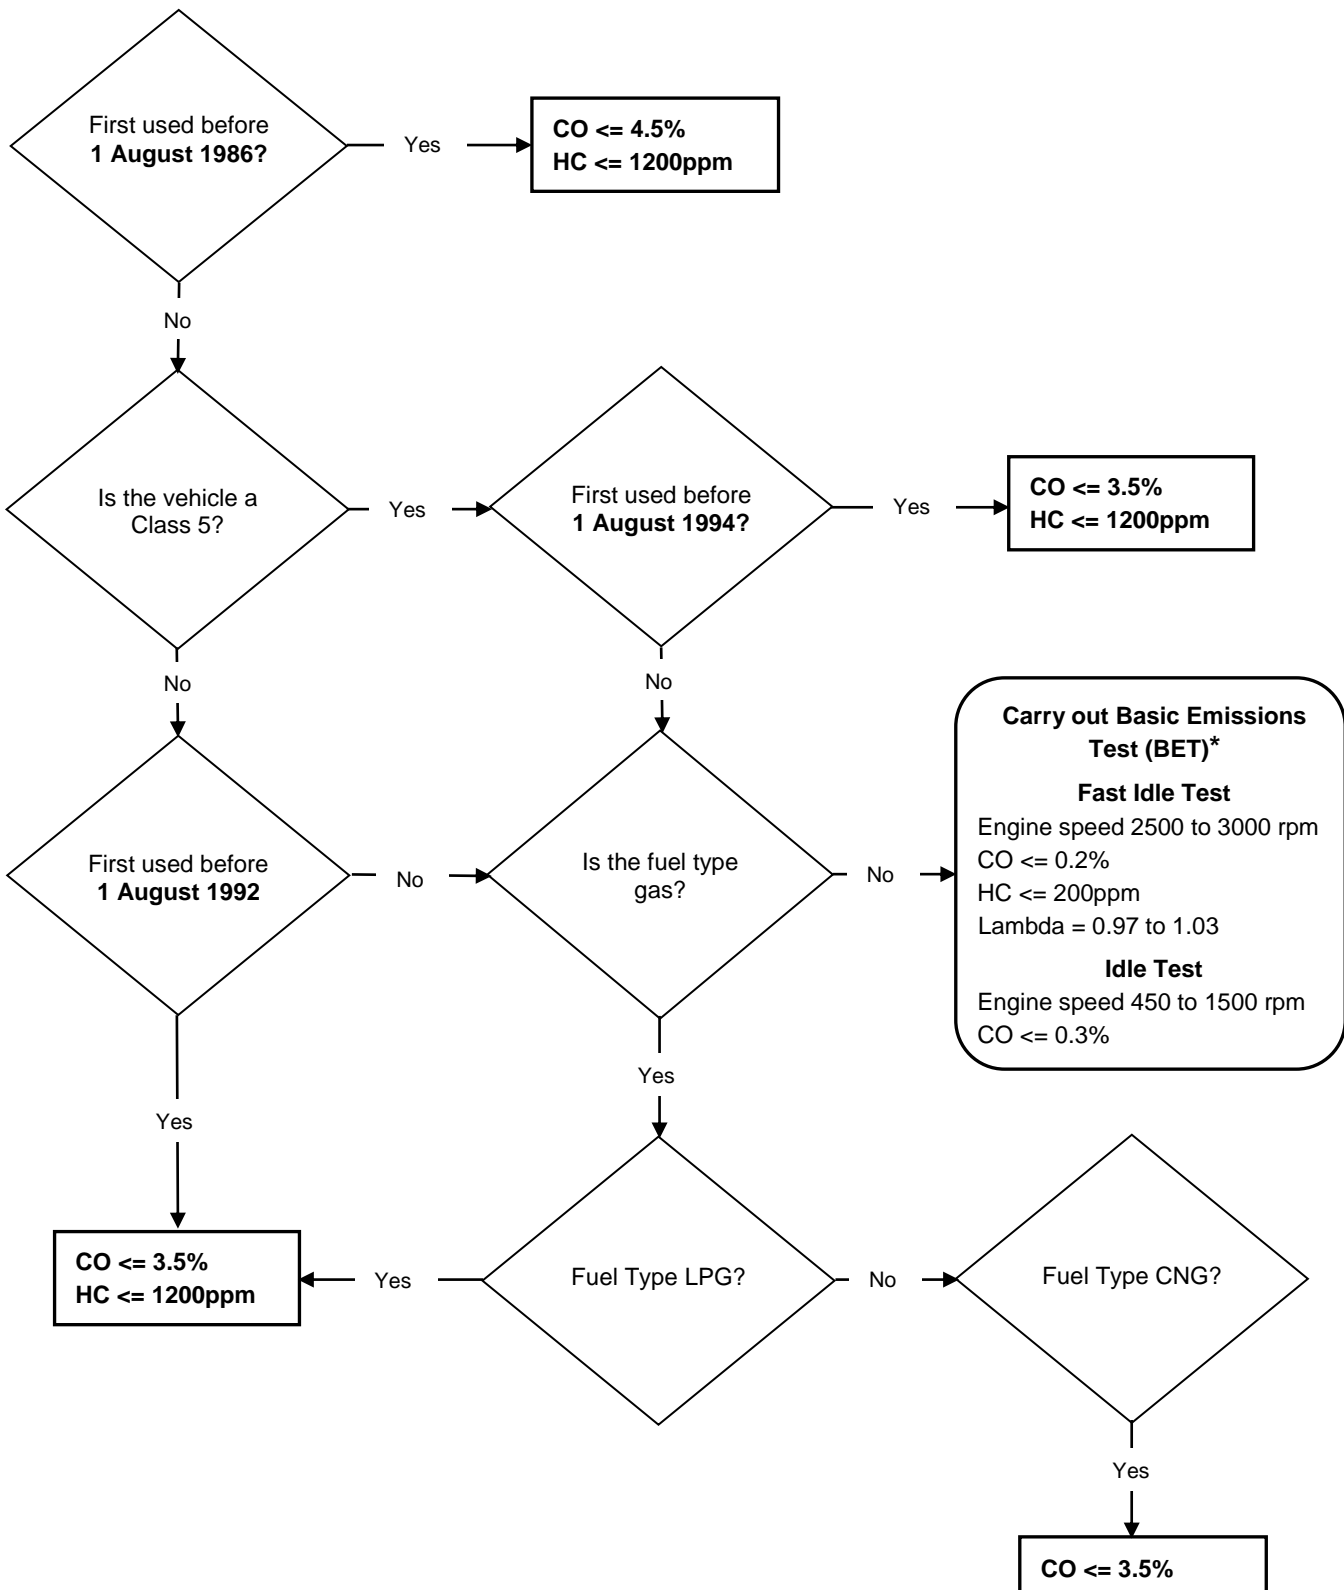 First used before
1 August 1986?
Yes
CO <= 4.5%
HC <= 1200ppm
No
Is the vehicle a
Class 5?
Yes
First used before
1 August 1994?
Yes
CO <= 3.5%
HC <= 1200ppm
No
No
Carry out Basic Emissions
Test (BET)*
Fast Idle Test
Engine speed 2500 to 3000 rpm
CO <= 0.2%
HC <= 200ppm
Lambda = 0.97 to 1.03
Idle Test
Engine speed 450 to 1500 rpm
CO <= 0.3%
First used before
1 August 1992
No
Is the fuel type
gas?
No
Yes
Yes
CO <= 3.5%
HC <= 1200ppm
Yes
Fuel Type LPG?
No
Fuel Type CNG?
Yes
CO <= 3.5%